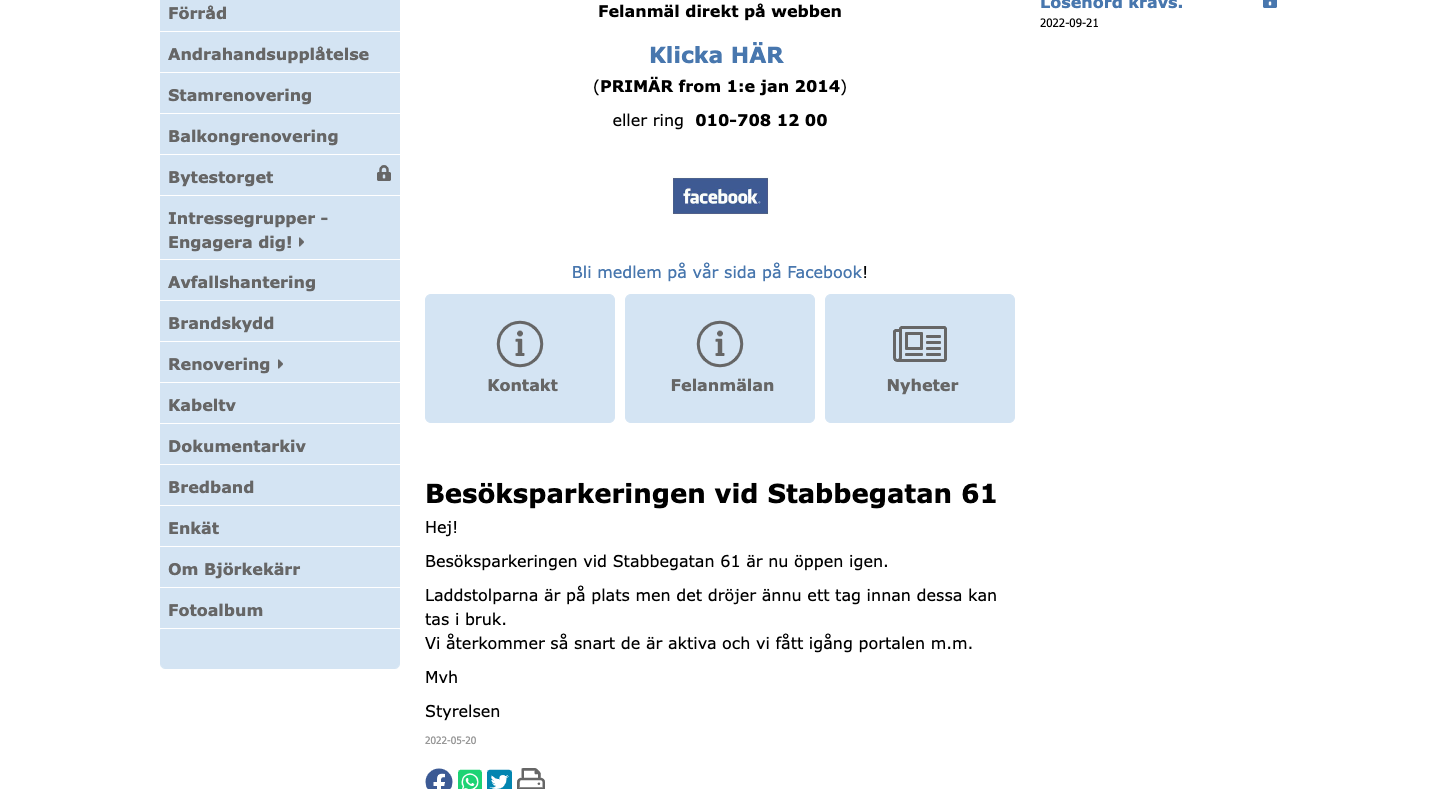 Förråd
Andrahandsupplåtelse
Stamrenovering
Balkongrenovering
Bytestorget
Intressegrupper -
Engagera dig!
Avfallshantering
Brandskydd
Renovering
Kabeltv
Dokumentarkiv
Bredband
Enkät
Om Björkekärr
Fotoalbum
Felanmäl direkt på webben
Klicka HÄR
(PRIMÄR from 1:e jan 2014)
eller ring 010-708 12 00
facebook
Bli medlem på vår sida på Facebook!
Kontakt
Felanmälan
Nyheter
Besöksparkeringen vid Stabbegatan 61
Hej!
Besöksparkeringen vid Stabbegatan 61 är nu öppen igen.
Laddstolparna är på plats men det dröjer ännu ett tag innan dessa kan
tas i bruk.
Vi återkommer så snart de är aktiva och vi fått igång portalen m.m.
Mvh
Styrelsen
2022-05-20
Lösenord krävs.
2022-09-21